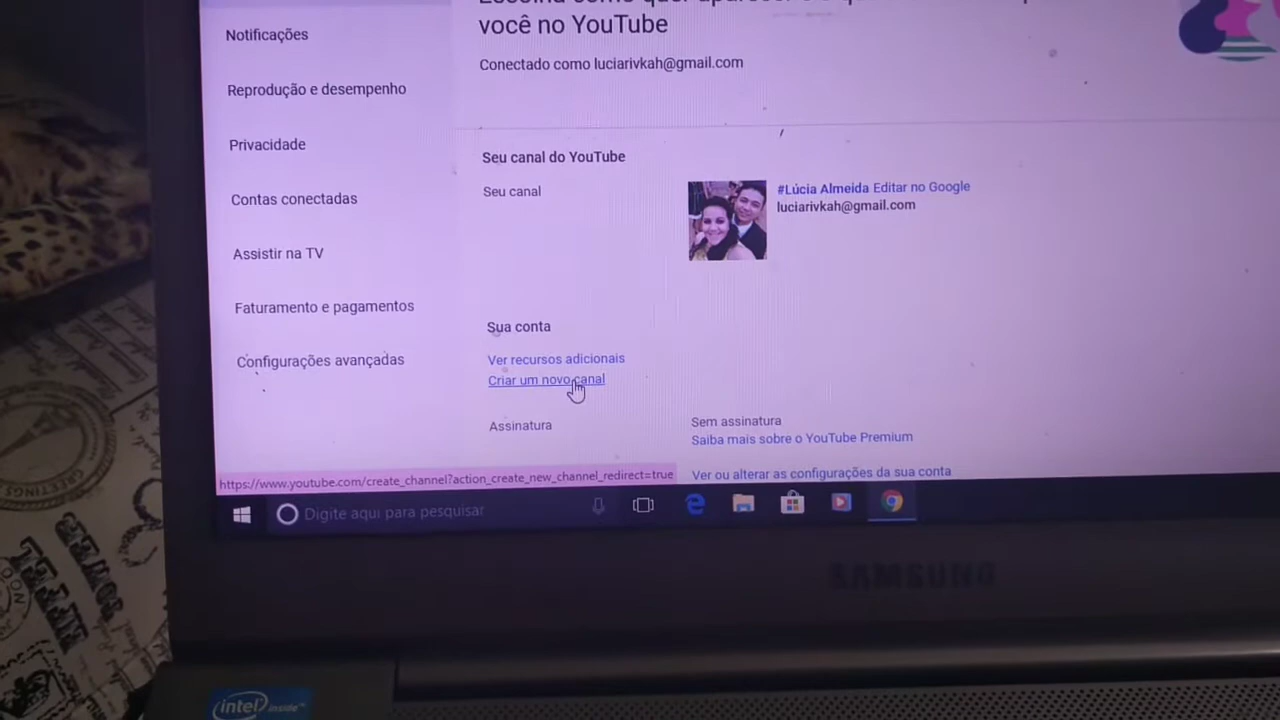 você no YouTube
Conectado como luciarivkah@gmail.com
Notificações
Reprodução e desempenho
Privacidade
Contas conectadas
Assistir na TV
Faturamento e pagamentos
Configurações avançadas
Seu canal do YouTube
Seu canal
#Lúcia Almeida Editar no Google
luciarivkah@gmail.com
Sua conta
Ver recursos adicionais
Criar um novo canal
Assinatura
Sem assinatura
Saiba mais sobre o YouTube Premium
Ver ou alterar as configurações da sua conta
https://www.youtube.com/create_channel?action_create_new_channel_redirect=true
Digite aqui para pesquisar
SAMSUNG
intel inside
GREETINGS